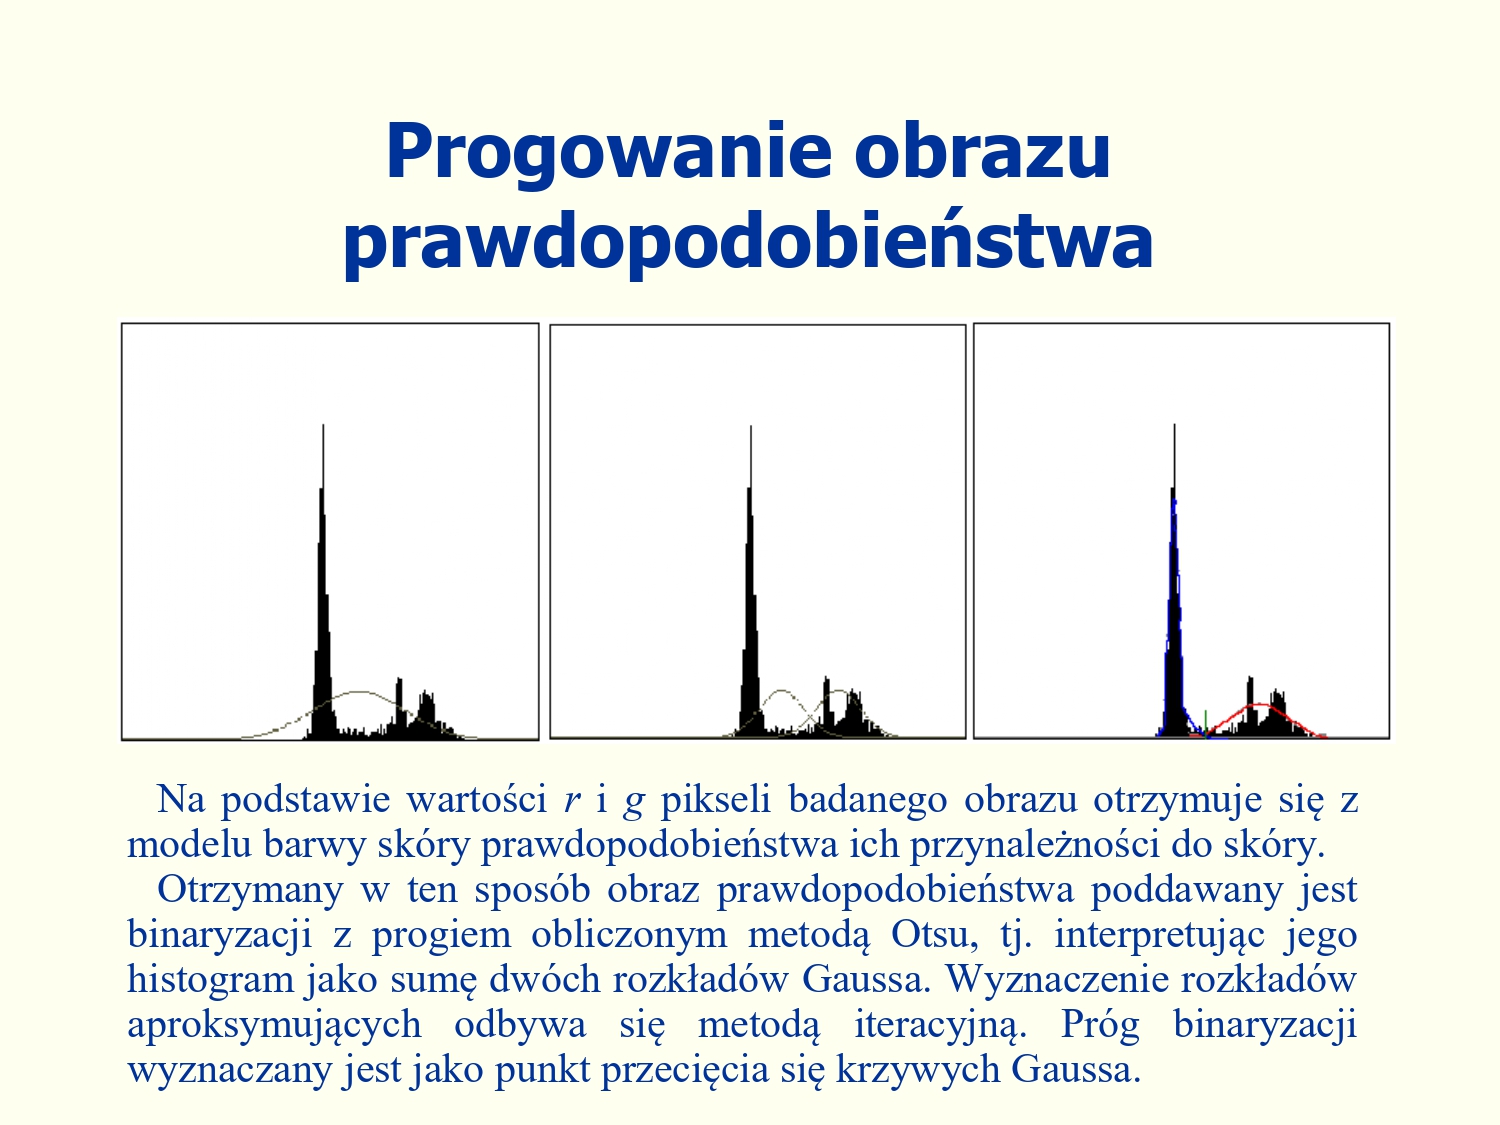 Progowanie obrazu
prawdopodobieństwa
Na podstawie wartości r i g pikseli badanego obrazu otrzymuje się z
modelu barwy skóry prawdopodobieństwa ich przynależności do skóry.
Otrzymany w ten sposób obraz prawdopodobieństwa poddawany jest
binaryzacji z progiem obliczonym metodą Otsu, tj. interpretując jego
histogram jako sumę dwóch rozkładów Gaussa. Wyznaczenie rozkładów
aproksymujących odbywa się metodą iteracyjną. Próg binaryzacji
wyznaczany jest jako punkt przecięcia się krzywych Gaussa.